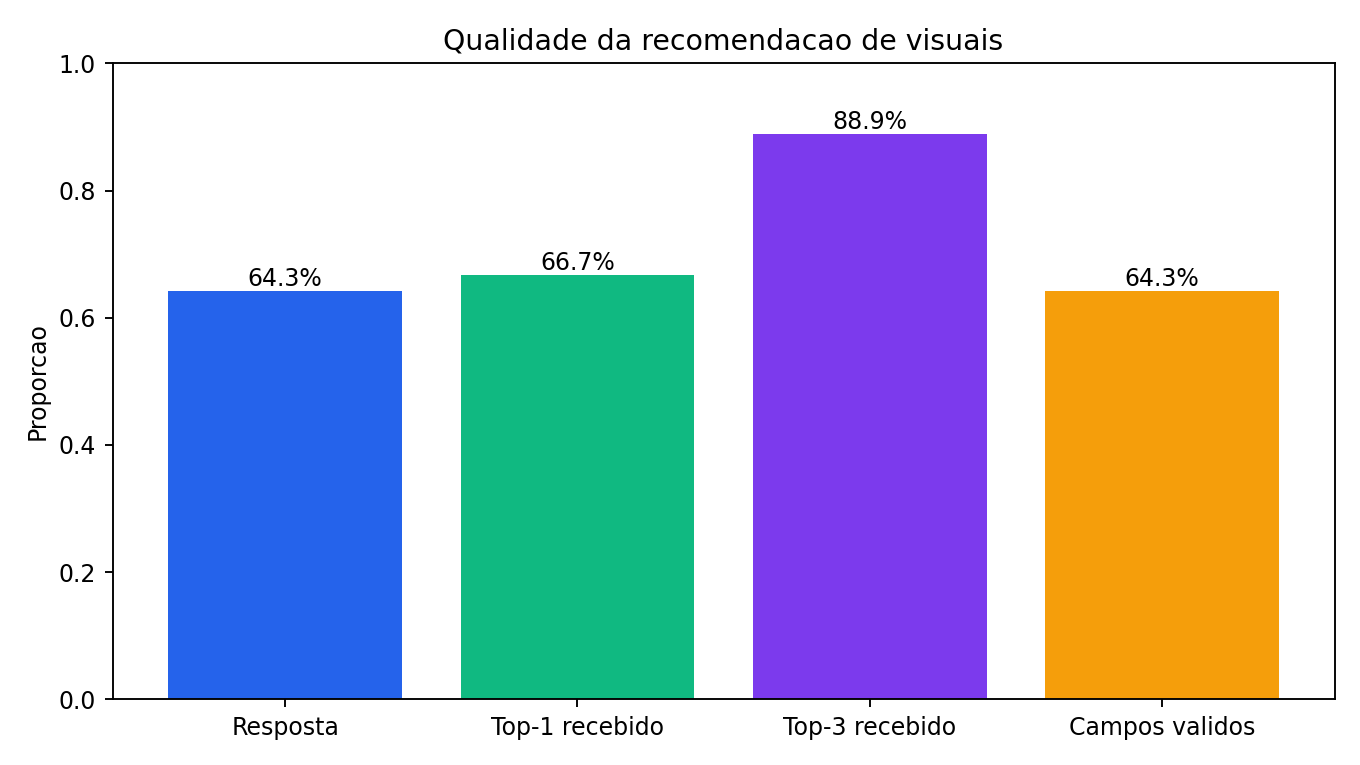 Qualidade da recomendacao de visuais
Proporcao
1.0
0.8
0.6
0.4
0.2
0.0
64.3%
66.7%
88.9%
64.3%
Resposta
Top-1 recebido
Top-3 recebido
Campos validos